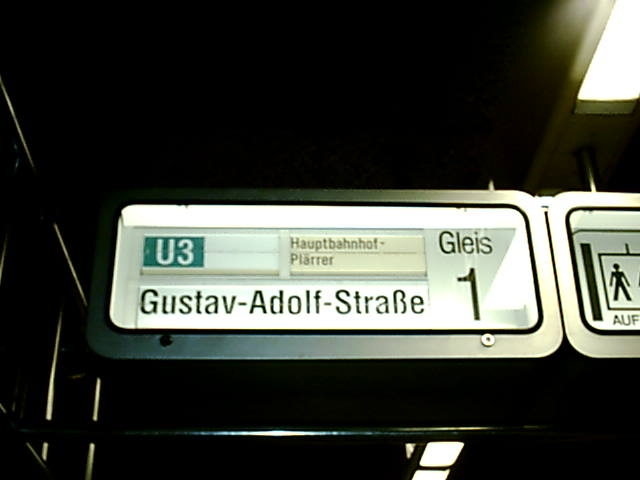 U3
Hauptbahnhof-
Plärrer
Gleis
1
Gustav-Adolf-Straße
AUF